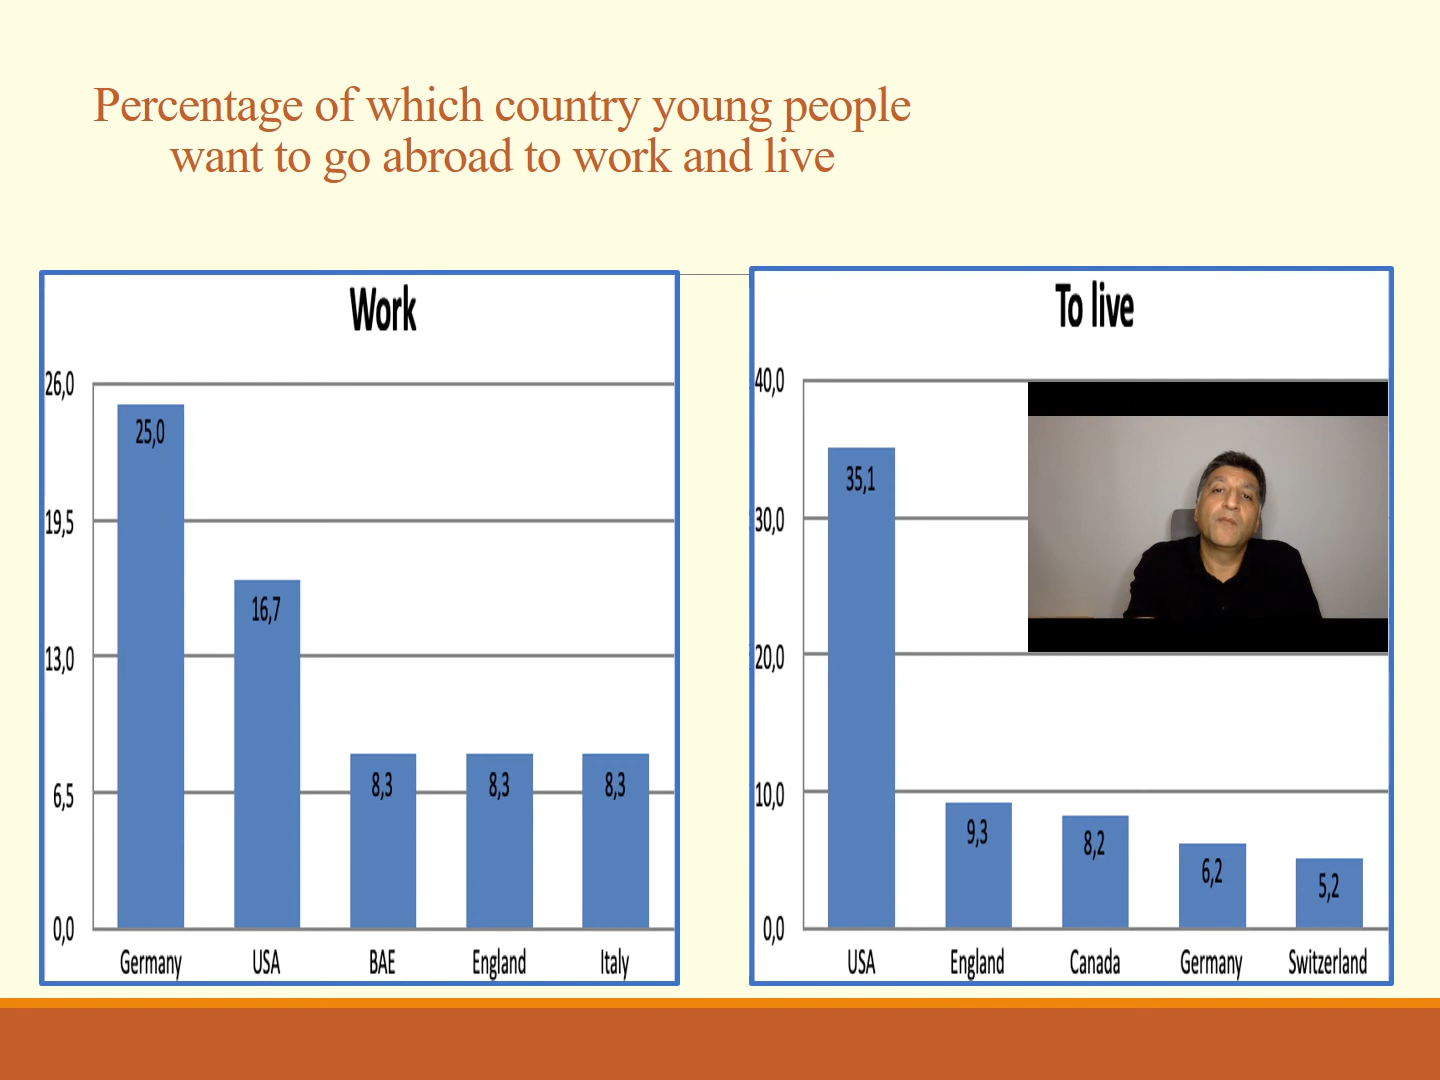 Percentage of which country young people
want to go abroad to work and live
Work
26,0
19,5
13,0
6,5
0,0
25,0
16,7
8,3
8,3
8,3
Germany
USA
BAE
England
Italy
To live
40,0
30,0
20,0
10,0
0,0
35,1
9,3
8,2
6,2
5,2
USA
England
Canada
Germany
Switzerland